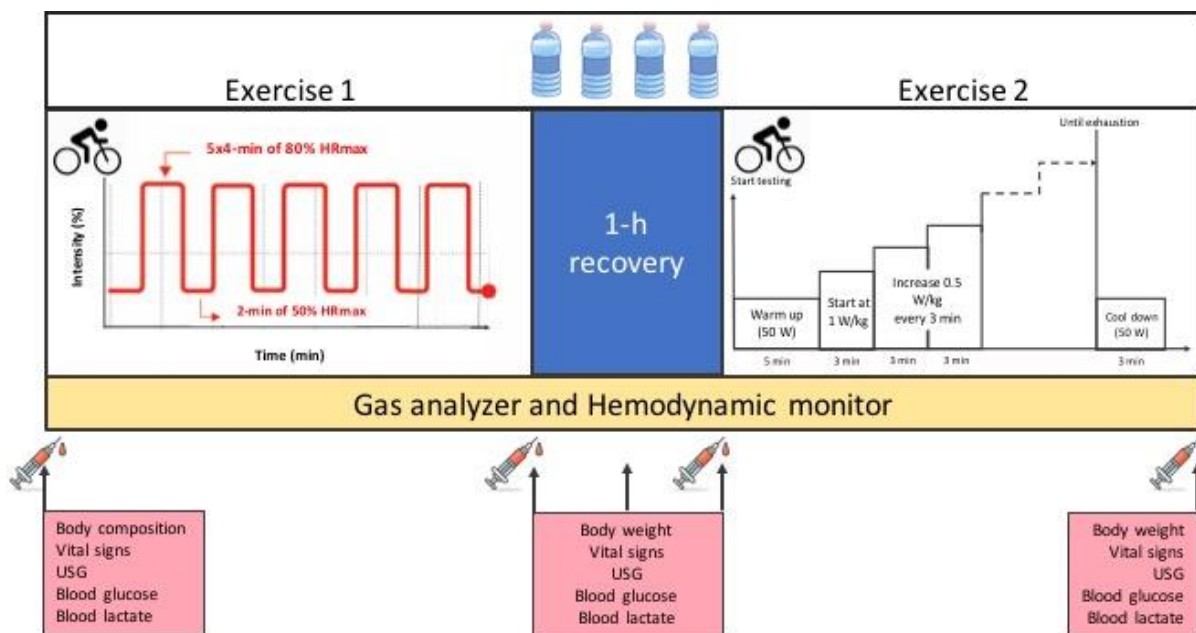 Exercise 1
Exercise 2
5x4-min of 80% HRmax
Intensity (%)
2-min of 50% HRmax
Time (min)
1-h
recovery
Until exhaustion
Start testing
Warm up
(50 W)
Start at
1 W/kg
Increase 0.5
W/kg
every 3 min
Cool down
(50 W)
5 min
3 min
3 min
3 min
3 min
Gas analyzer and Hemodynamic monitor
Body composition
Vital signs
USG
Blood glucose
Blood lactate
Body weight
Vital signs
USG
Blood glucose
Blood lactate
Body weight
Vital signs
USG
Blood glucose
Blood lactate